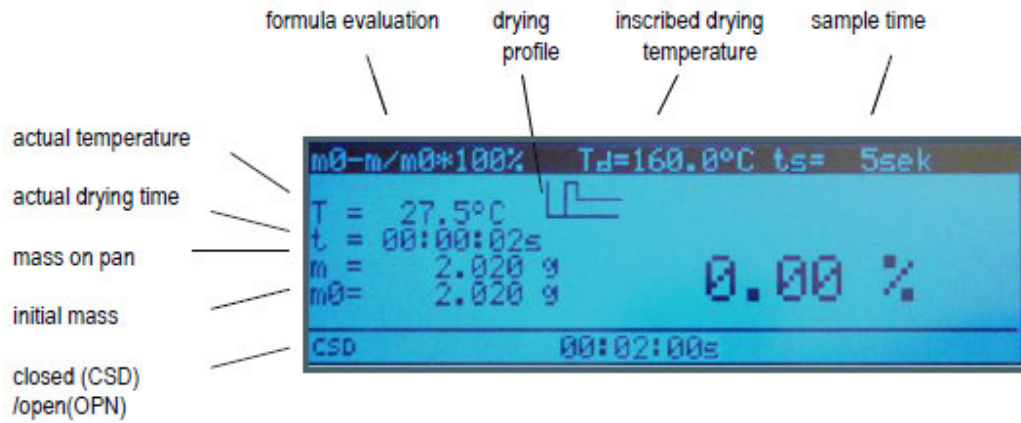 formula evaluation
drying
profile
inscribed drying
temperature
sample time
actual temperature
actual drying time
mass on pan
initial mass
closed (CSD)
/open(OPN)
m0-m/m0*100% Td=160.0ºC ts= 5sek
T = 27.5ºC
t = 00:00:02s
m = 2.020 g
m0= 2.020 g
0.00 %
CSD 00:02:00s